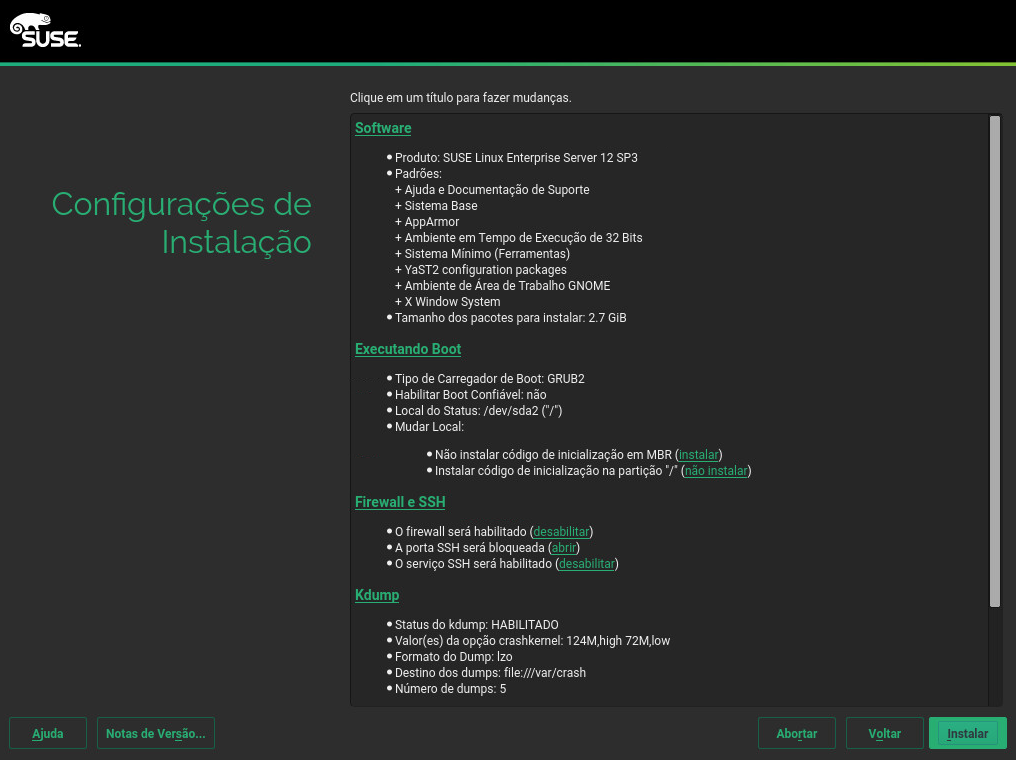 SUSE.
Clique em um título para fazer mudanças.
Configurações de
Instalação
Software
Produto: SUSE Linux Enterprise Server 12 SP3
Padrões:
+ Ajuda e Documentação de Suporte
+ Sistema Base
+ AppArmor
+ Ambiente em Tempo de Execução de 32 Bits
+ Sistema Mínimo (Ferramentas)
+ YaST2 configuration packages
+ Ambiente de Área de Trabalho GNOME
+ X Window System
Tamanho dos pacotes para instalar: 2.7 GiB
Executando Boot
Tipo de Carregador de Boot: GRUB2
Habilitar Boot Confiável: não
Local do Status: /dev/sda2 ("/")
Mudar Local:
Não instalar código de inicialização em MBR (instalar)
Instalar código de inicialização na partição "/" (não instalar)
Firewall e SSH
O firewall será habilitado (desabilitar)
A porta SSH será bloqueada (abrir)
O serviço SSH será habilitado (desabilitar)
Kdump
Status do kdump: HABILITADO
Valor(es) da opção crashkernel: 124M,high 72M,low
Formato do Dump: lzo
Destino dos dumps: file:///var/crash
Número de dumps: 5
Ajuda
Notas de Versão...
Abortar
Voltar
Instalar